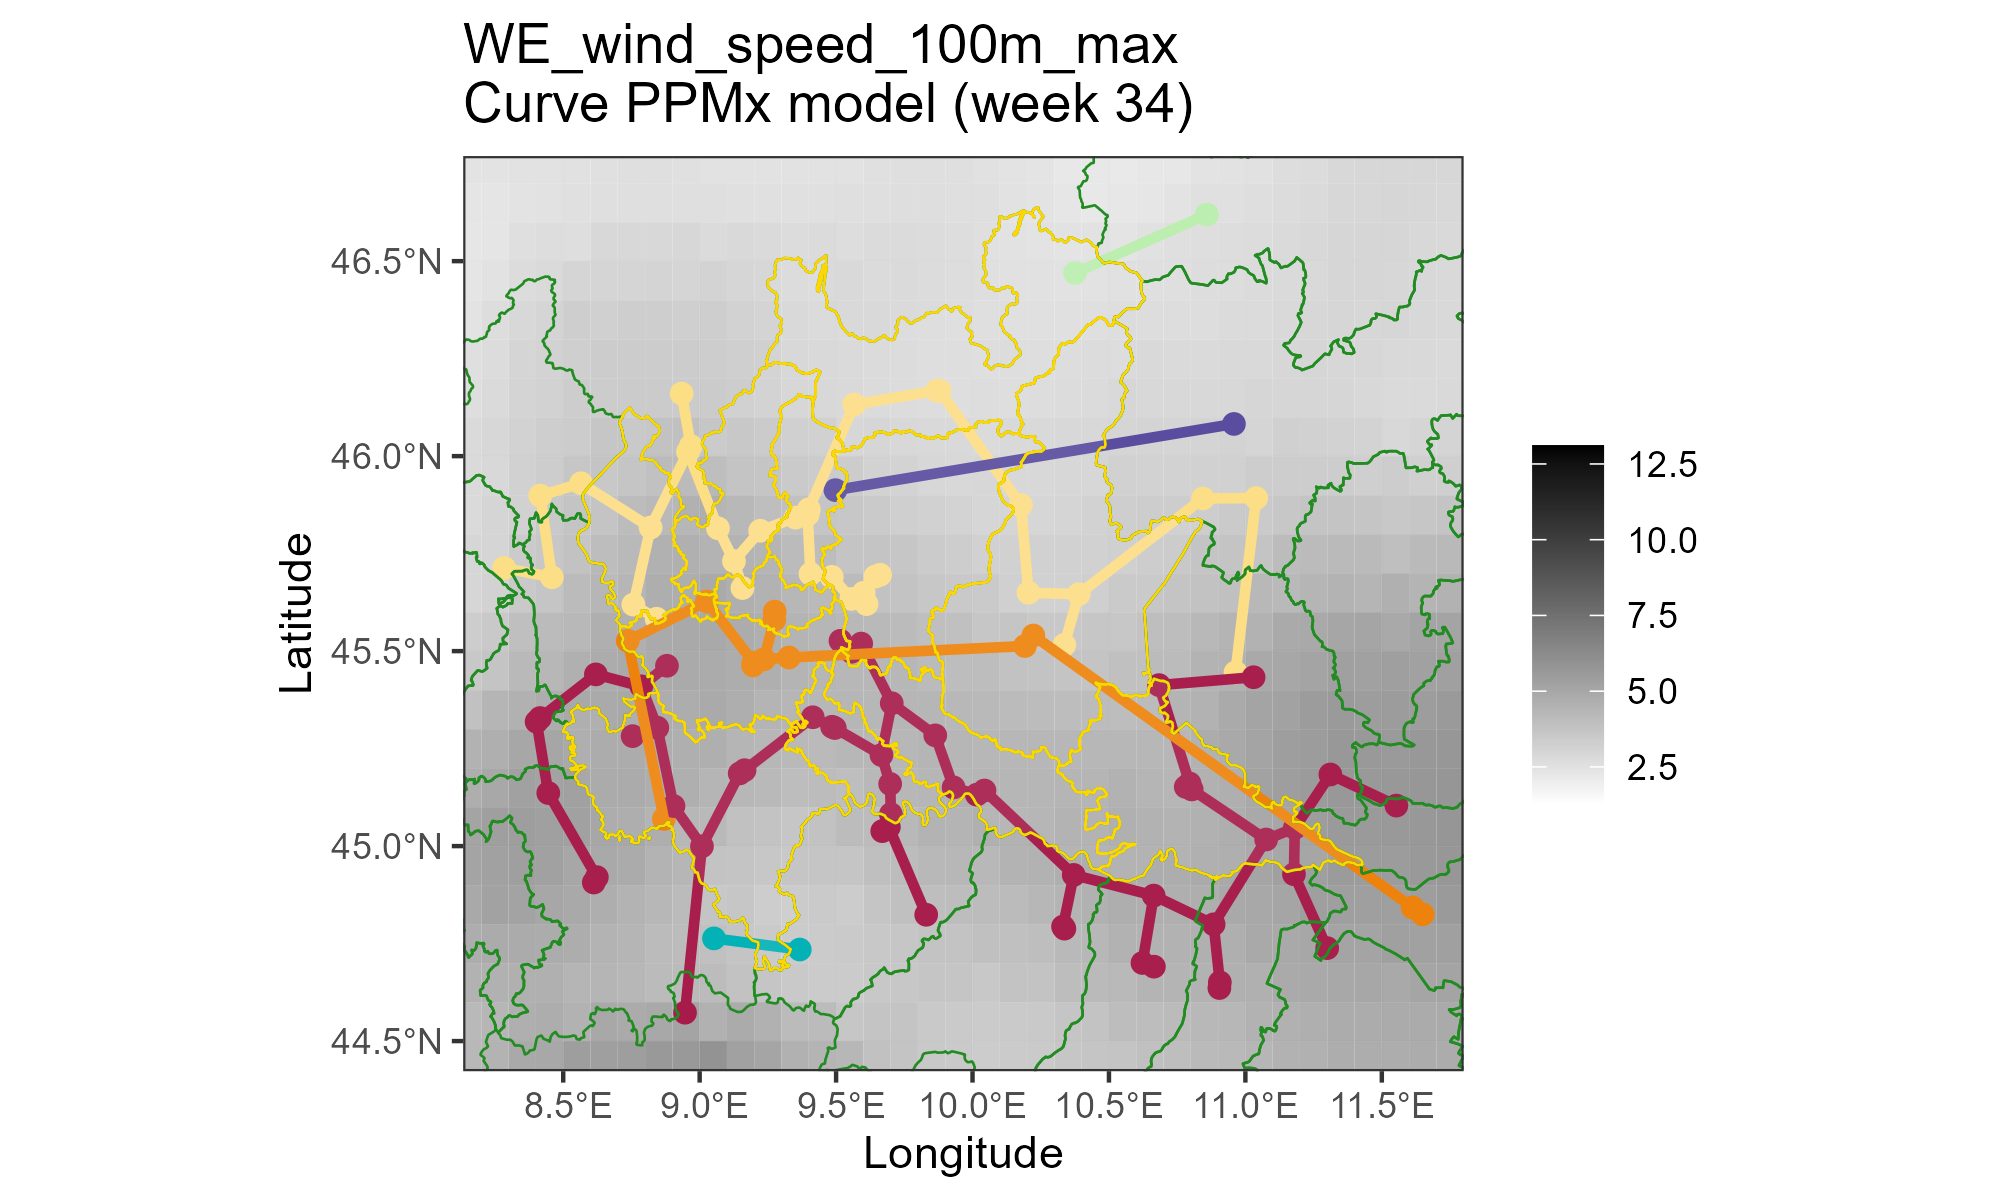 WE_wind_speed_100m_max
Curve PPMx model (week 34)
46.5°N
46.0°N
45.5°N
45.0°N
44.5°N
Latitude
8.5°E 9.0°E 9.5°E 10.0°E 10.5°E 11.0°E 11.5°E
Longitude
12.5
10.0
7.5
5.0
2.5